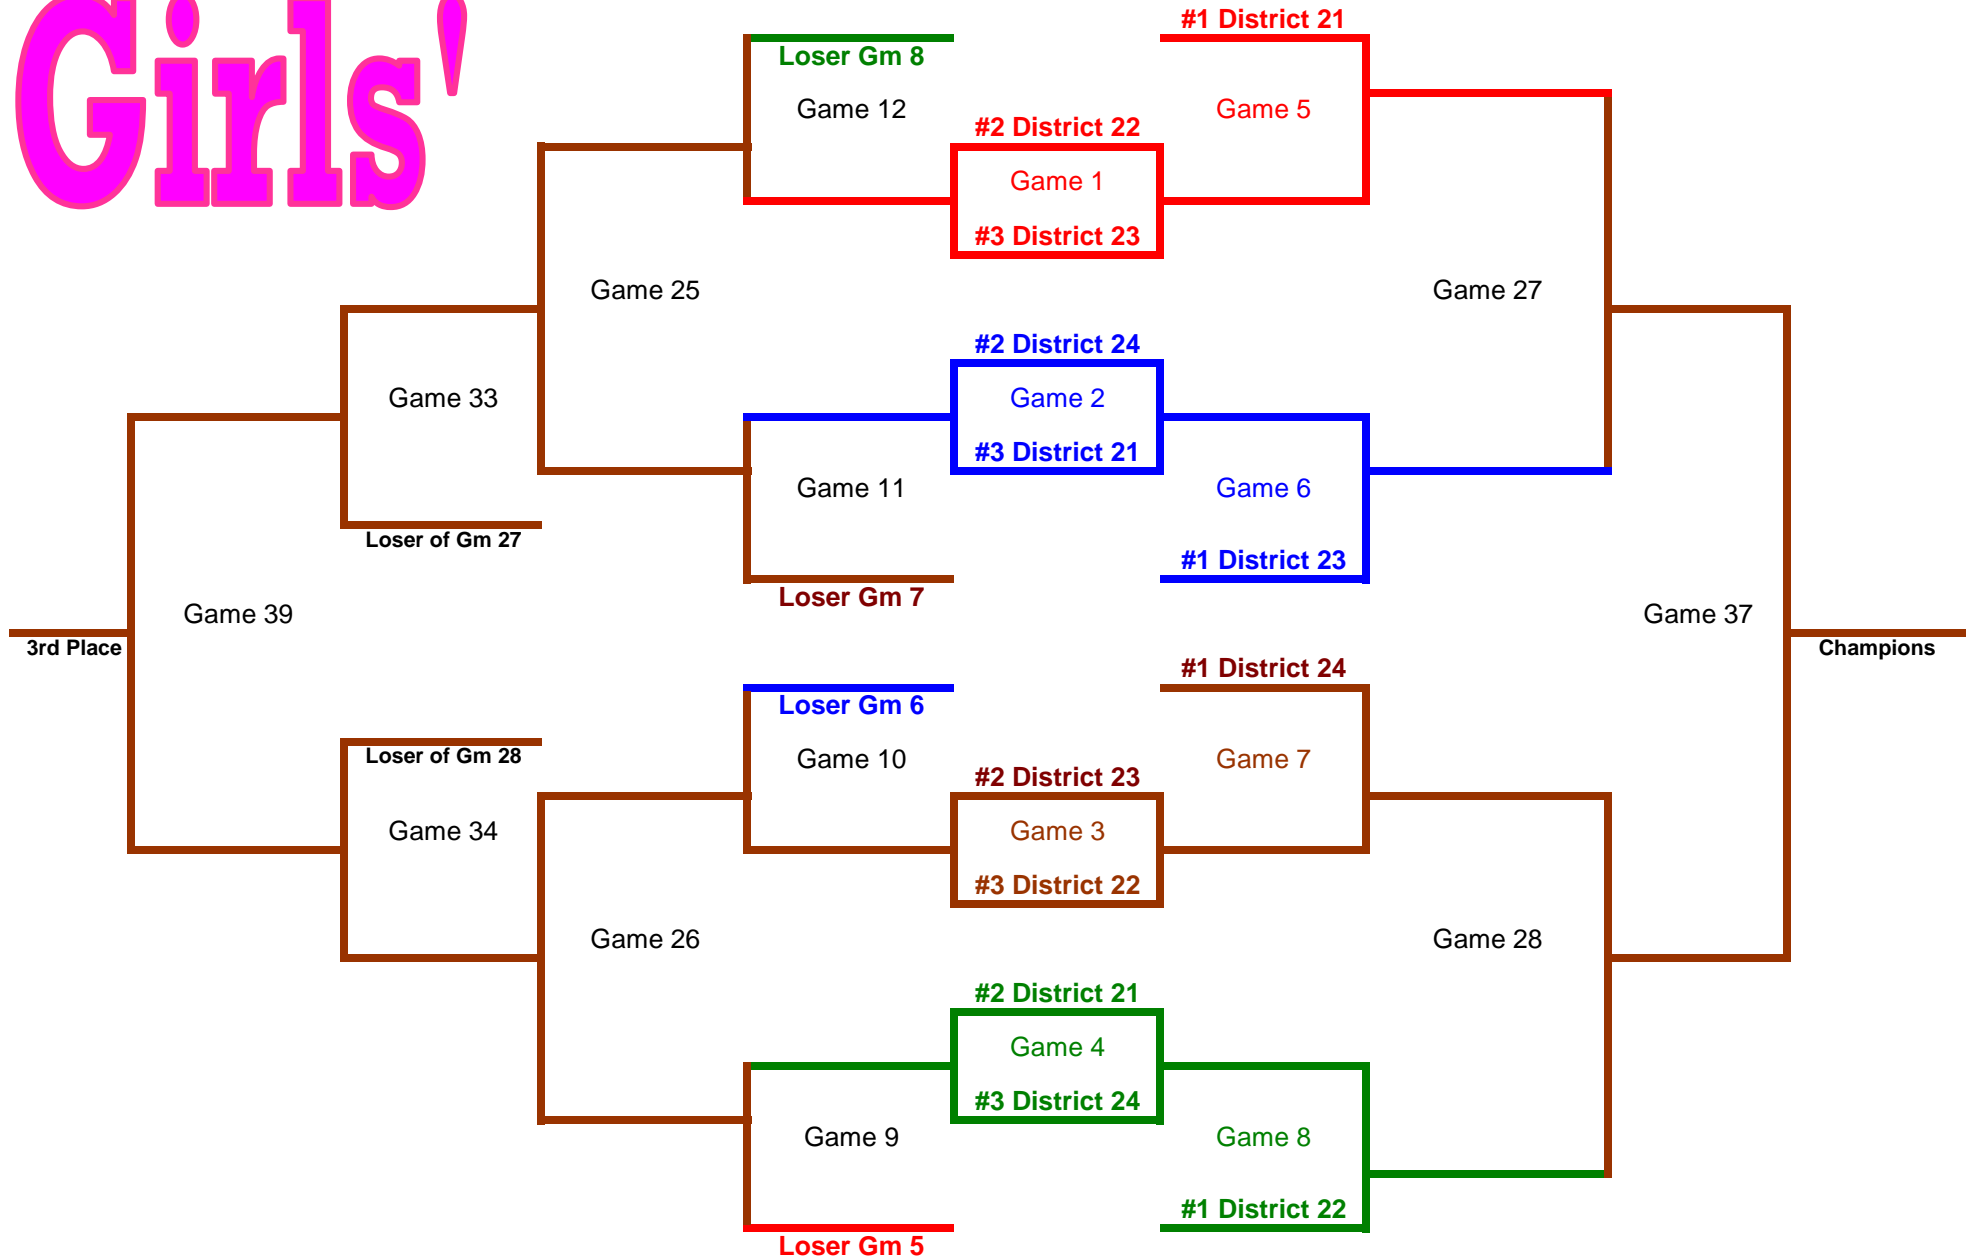 Girls'
#1 District 21
Loser Gm 8
Game 12
Game 5
#2 District 22
Game 1
#3 District 23
Game 25
Game 27
#2 District 24
Game 33
Game 2
#3 District 21
Game 11
Game 6
Loser of Gm 27
#1 District 23
Loser Gm 7
Game 39
Game 37
3rd Place
Champions
#1 District 24
Loser Gm 6
Loser of Gm 28
Game 10
Game 7
#2 District 23
Game 34
Game 3
#3 District 22
Game 26
Game 28
#2 District 21
Game 4
#3 District 24
Game 9
Game 8
#1 District 22
Loser Gm 5